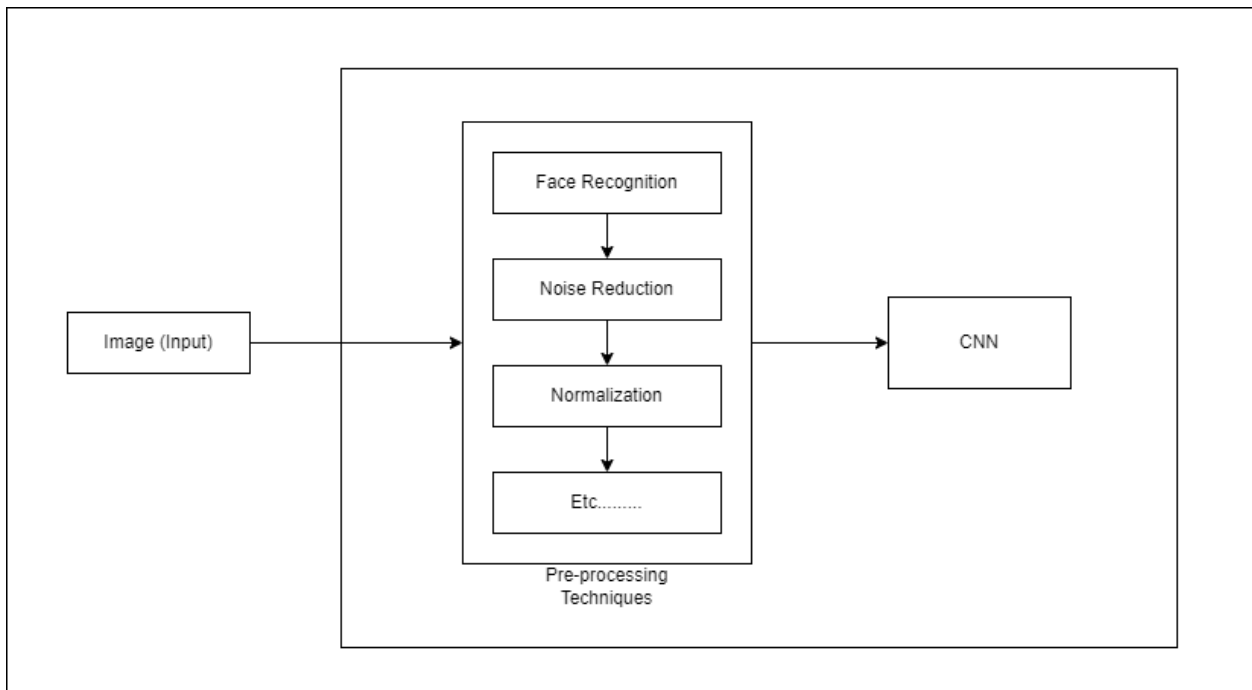 Image (Input)
Face Recognition
Noise Reduction
Normalization
Etc.........
Pre-processing
Techniques
CNN